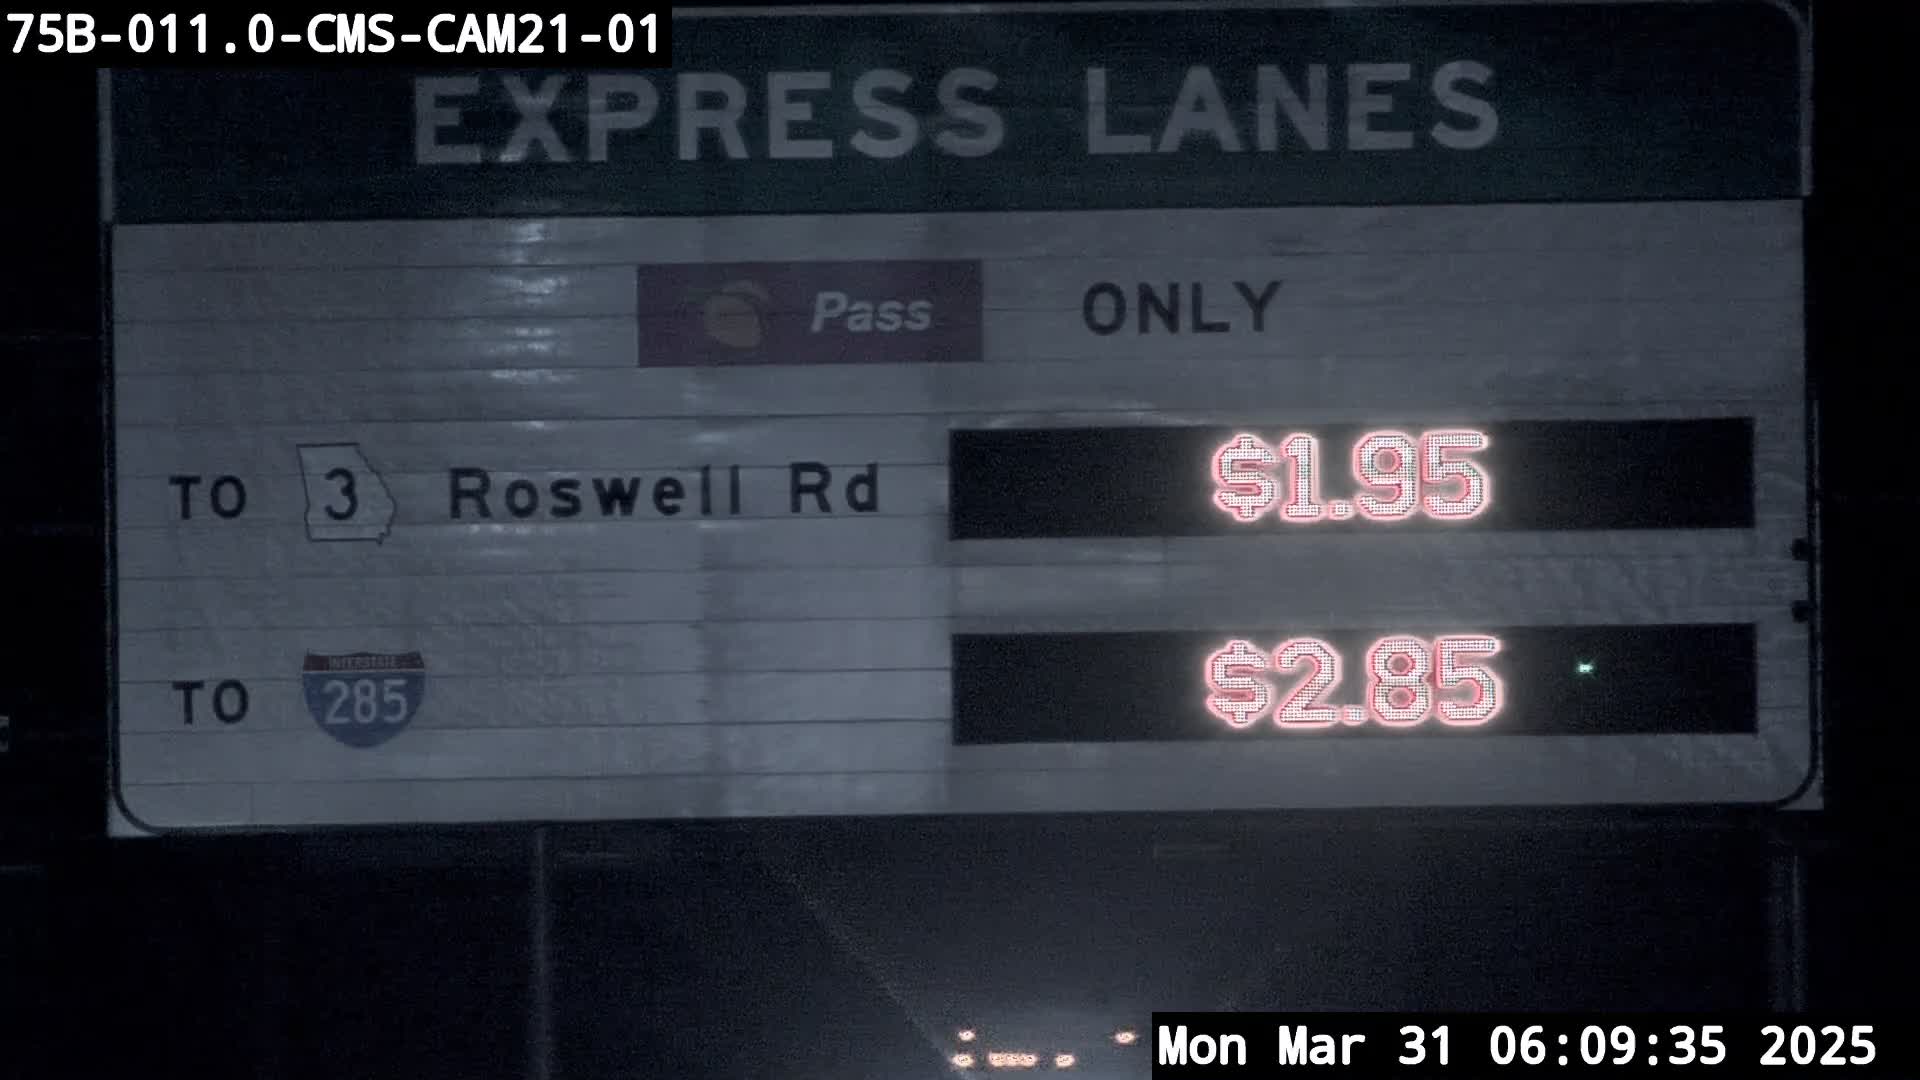 75B-011.0-CMS-CAM21-01
EXPRESS LANES
Pass ONLY
TO 3 Roswell Rd $1.95
INTERSTATE
TO 285 $2.85
Mon Mar 31 06:09:35 2025